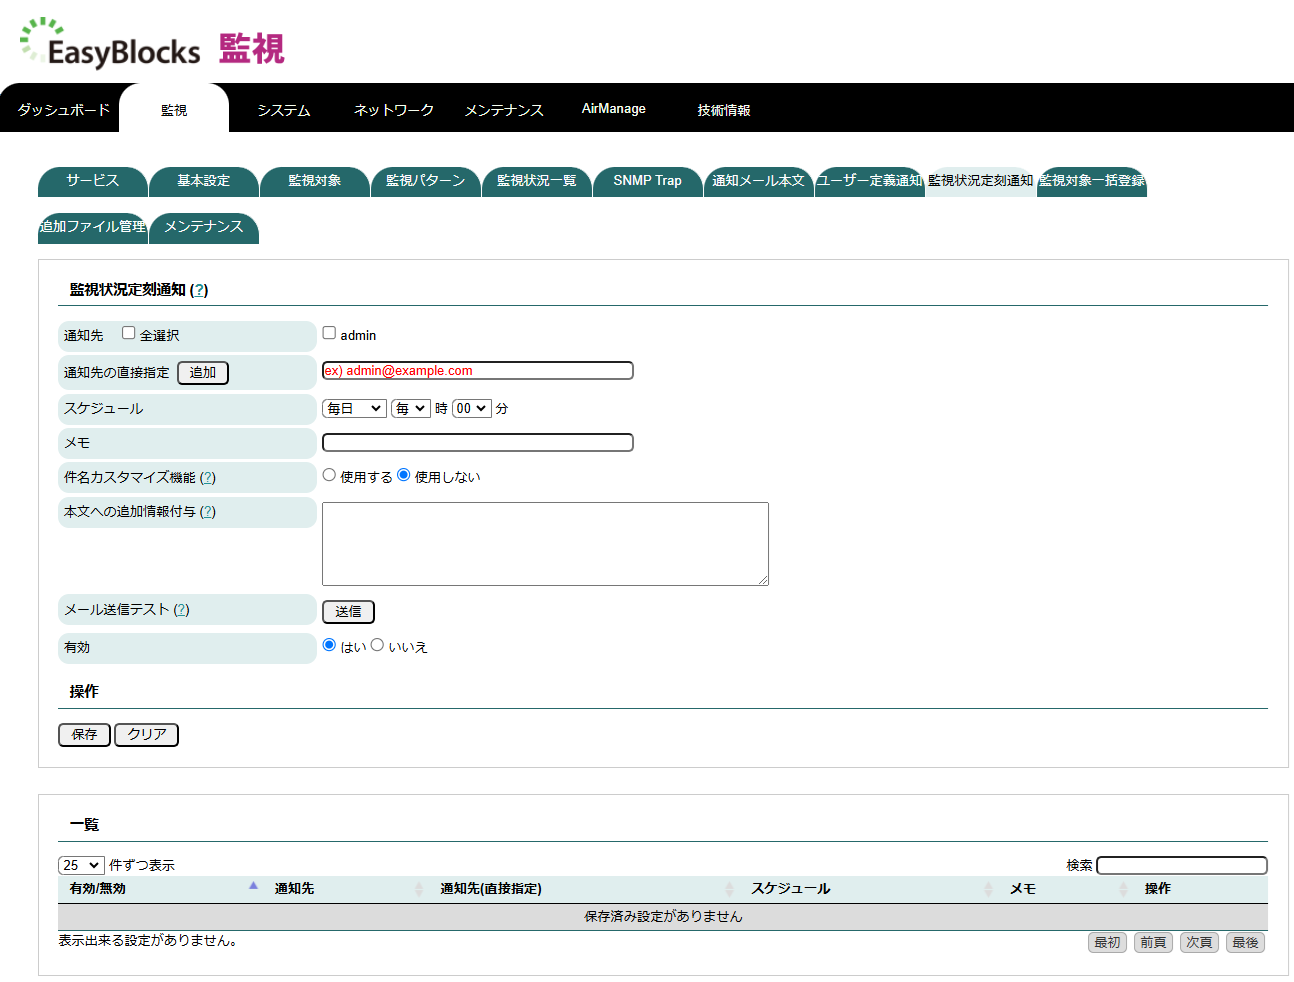 EasyBlocks 監視
ダッシュボード 監視 システム ネットワーク メンテナンス AirManage 技術情報
サービス 基本設定 監視対象 監視パターン 監視状況一覧 SNMP Trap 通知メール本文 ユーザー定義通知 監視状況定刻通知 監視対象一括登録
追加ファイル管理 メンテナンス
監視状況定刻通知 (?)
通知先 全選択 admin
通知先の直接指定 追加 ex) admin@example.com
スケジュール 毎日 毎 時 00 分
メモ
件名カスタマイズ機能 (?) 使用する 使用しない
本文への追加情報付与 (?)
メール送信テスト (?) 送信
有効 はい いいえ
操作
保存 クリア
一覧
25 件ずつ表示 検索
有効/無効 通知先 通知先(直接指定) スケジュール メモ 操作
保存済み設定がありません
表示出来る設定がありません。 最初 前頁 次頁 最後